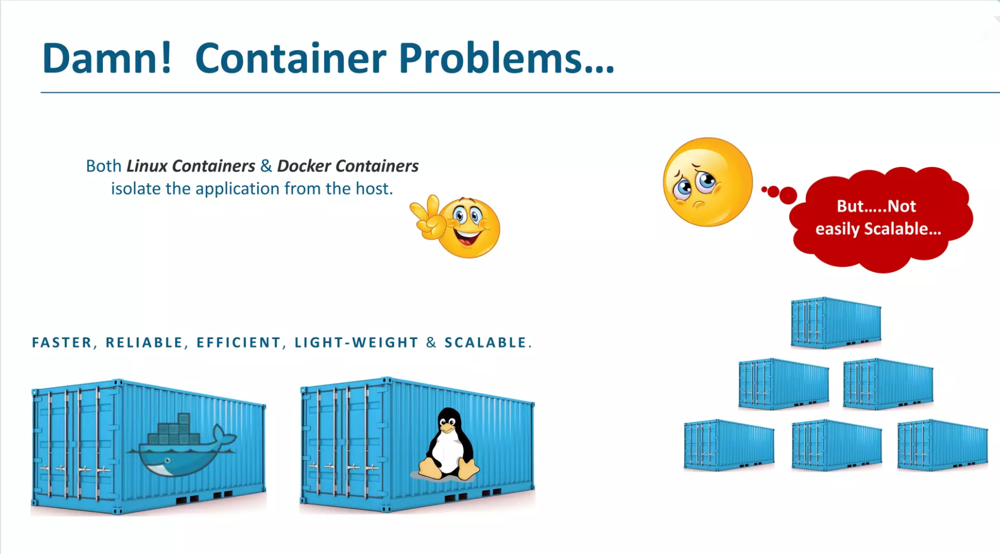 Damn!  Container Problems…
Both Linux Containers & Docker Containers
isolate the application from the host.
But…..Not
easily Scalable…
FASTER, RELIABLE, EFFICIENT, LIGHT-WEIGHT & SCALABLE.